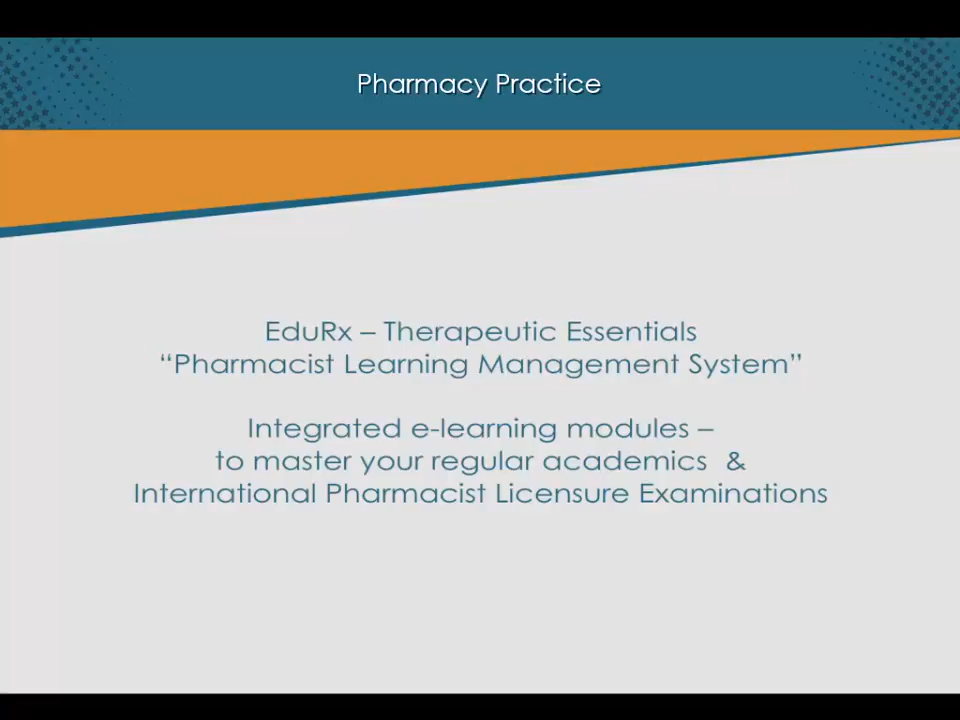 Pharmacy Practice
EduRx – Therapeutic Essentials
“Pharmacist Learning Management System”
Integrated e-learning modules –
to master your regular academics  &
International Pharmacist Licensure Examinations